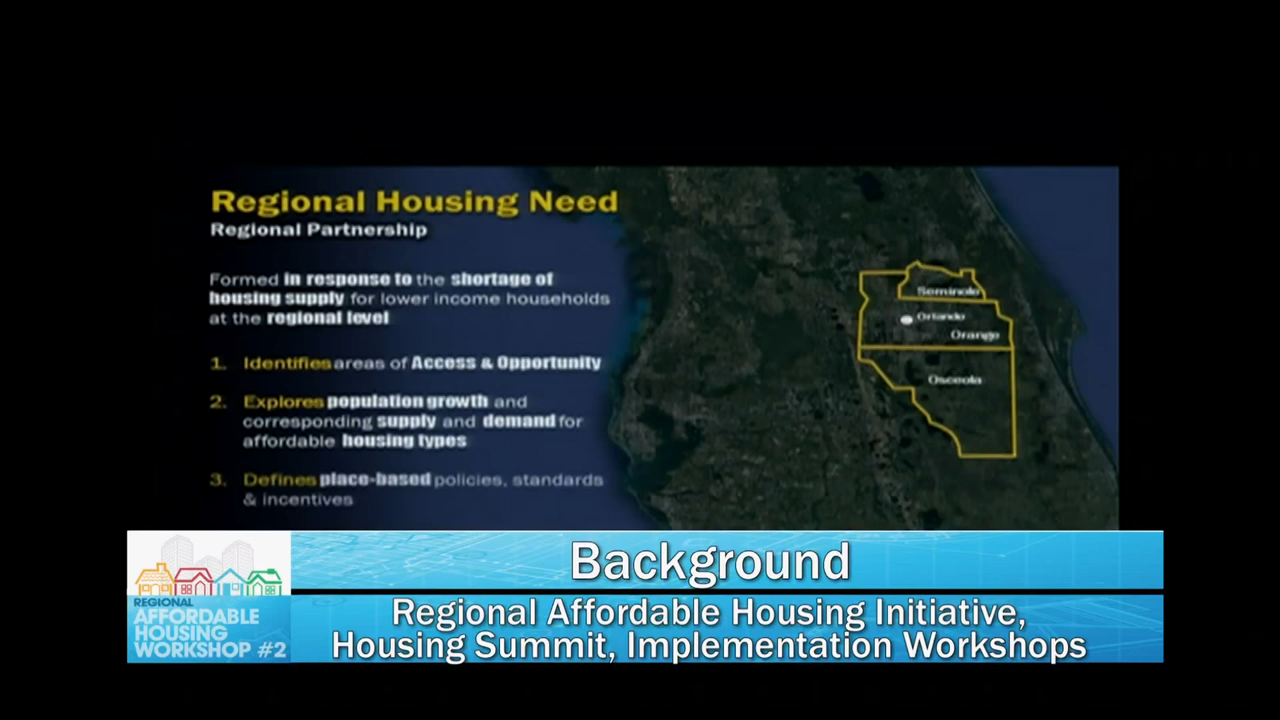 Regional Housing Need
Regional Partnership
Formed in response to the shortage of
housing supply for lower income households
at the regional level
1. Identifies areas of Access & Opportunity
2. Explores population growth and
corresponding supply and demand for
affordable housing types
3. Defines place-based policies, standards
& incentives
Seminole
Orlando
Orange
Osceola
Background
Regional Affordable Housing Initiative,
Housing Summit, Implementation Workshops
REGIONAL
AFFORDABLE
HOUSING
WORKSHOP #2